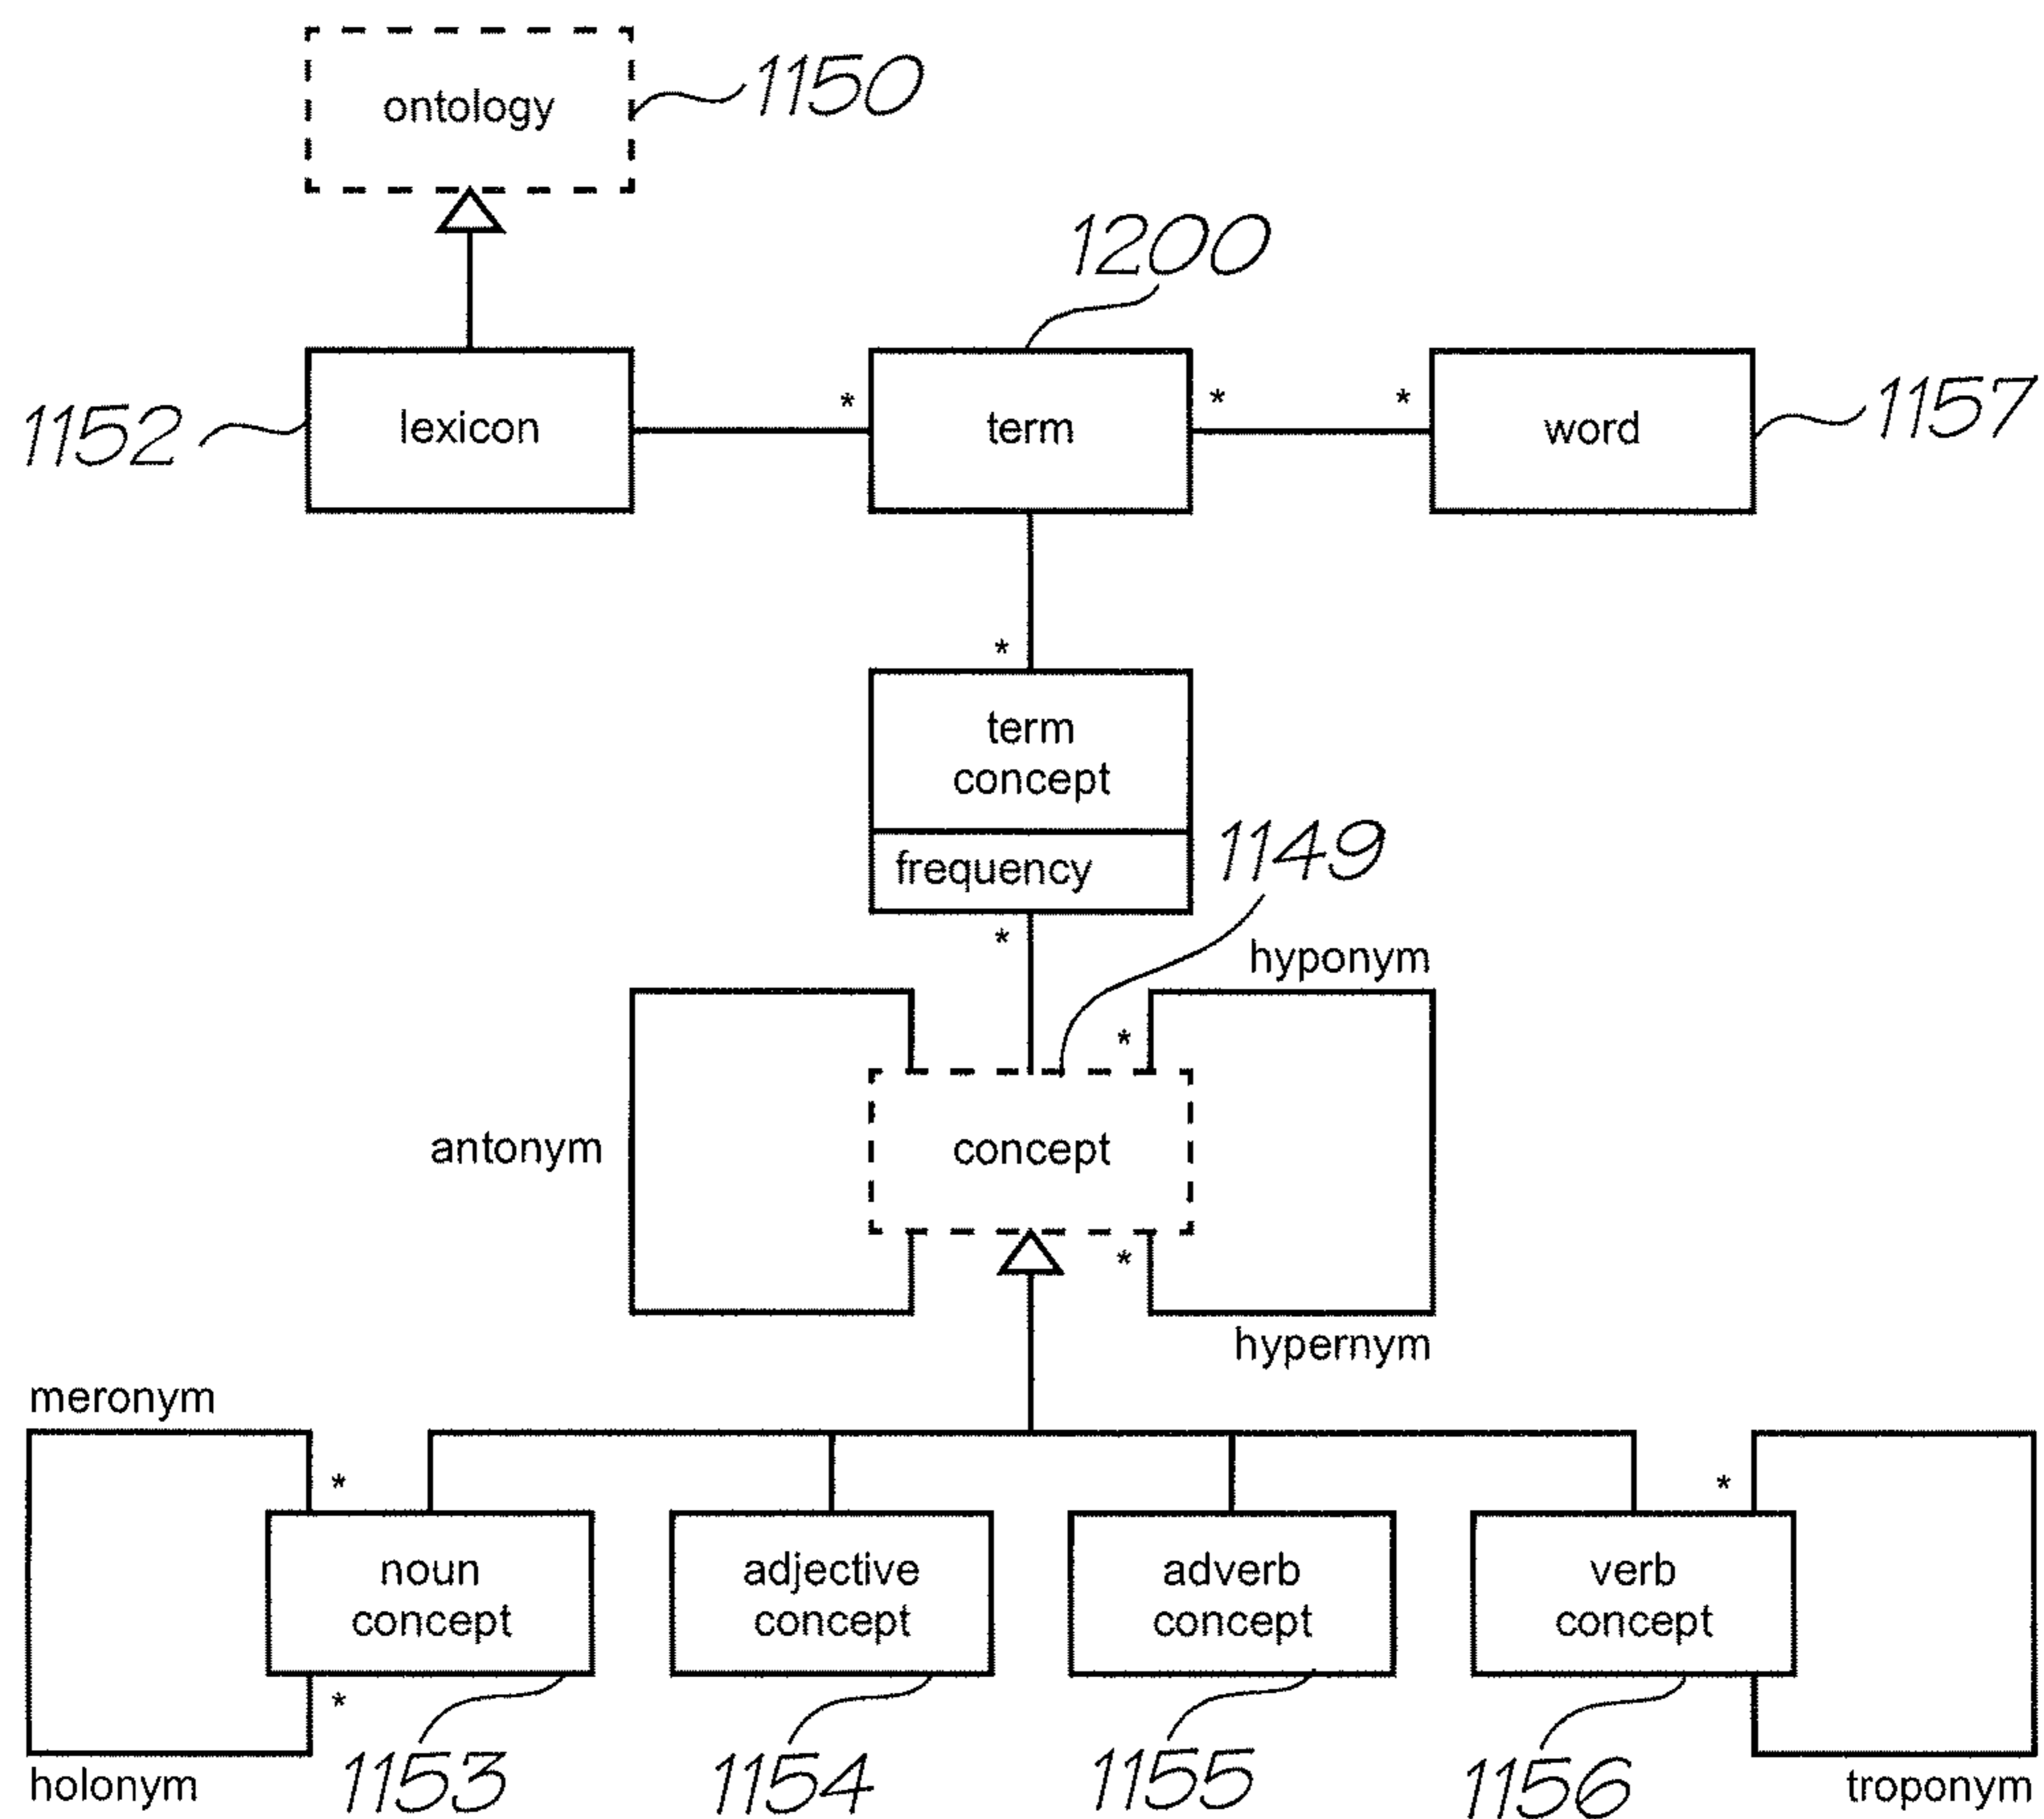 ontology
1150
1200
1152
lexicon
*
term
*
*
word
1157
*
term
concept
frequency
1149
*
hyponym
*
antonym
concept
*
hypernym
meronym
*
*
noun
concept
adjective
concept
adverb
concept
verb
concept
*
holonym
1153
1154
1155
1156
troponym